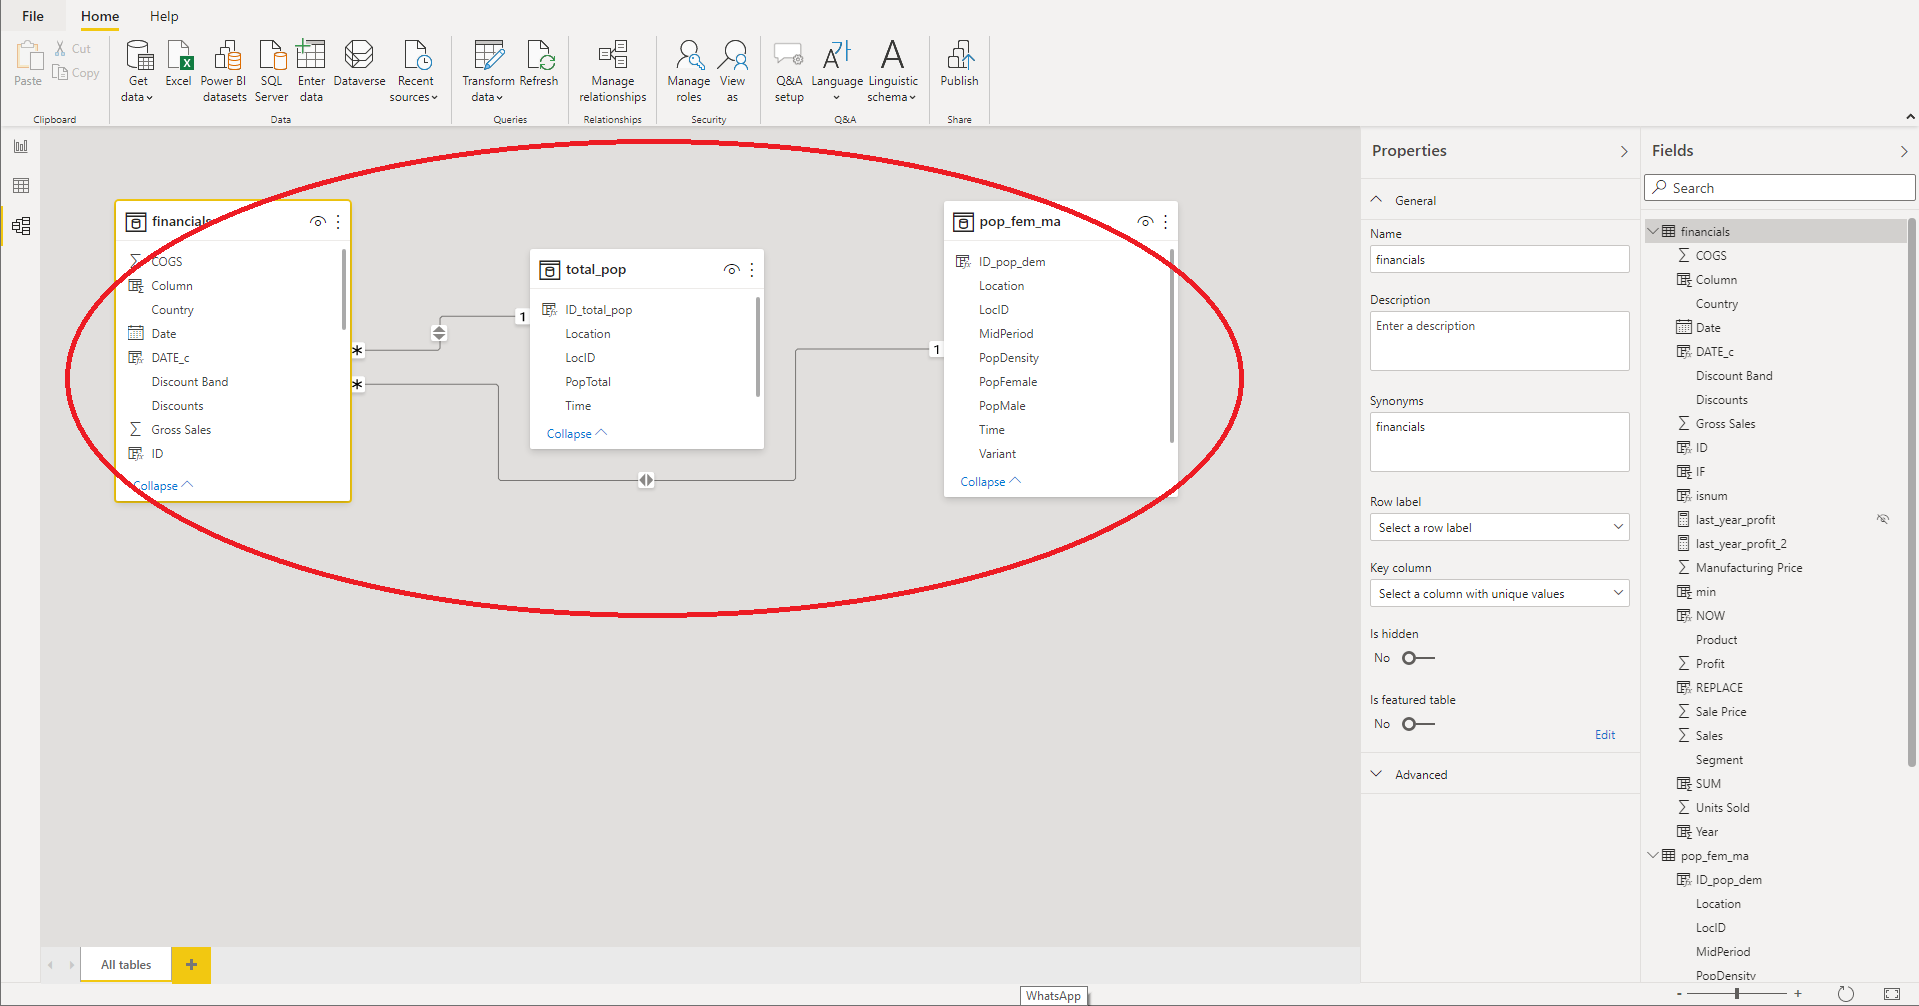 File
Home
Help
Paste
Cut
Copy
Get data
Excel
Power BI datasets
SQL Server
Enter data
Dataverse
Recent sources
Transform data
Refresh
Manage relationships
Manage roles
View as
Q&A setup
Language
Linguistic schema
Publish
Clipboard
Data
Queries
Relationships
Security
Q&A
Share
financials
COGS
Column
Country
Date
DATE_c
Discount Band
Discounts
Gross Sales
ID
Collapse
1
*
*
total_pop
ID_total_pop
Location
LocID
PopTotal
Time
Collapse
1
pop_fem_ma
ID_pop_dem
Location
LocID
MidPeriod
PopDensity
PopFemale
PopMale
Time
Variant
Collapse
Properties
General
Name
financials
Description
Enter a description
Synonyms
financials
Row label
Select a row label
Key column
Select a column with unique values
Is hidden
No
Is featured table
No
Edit
Advanced
Fields
Search
financials
COGS
Column
Country
Date
DATE_c
Discount Band
Discounts
Gross Sales
ID
IF
isnum
last_year_profit
last_year_profit_2
Manufacturing Price
min
NOW
Product
Profit
REPLACE
Sale Price
Sales
Segment
SUM
Units Sold
Year
pop_fem_ma
ID_pop_dem
Location
LocID
MidPeriod
PopDensity
All tables
+
WhatsApp
- +